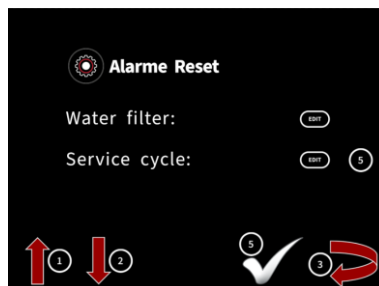 Alarme Reset
Water filter: EDIT
Service cycle: EDIT 5
5
1 2 3